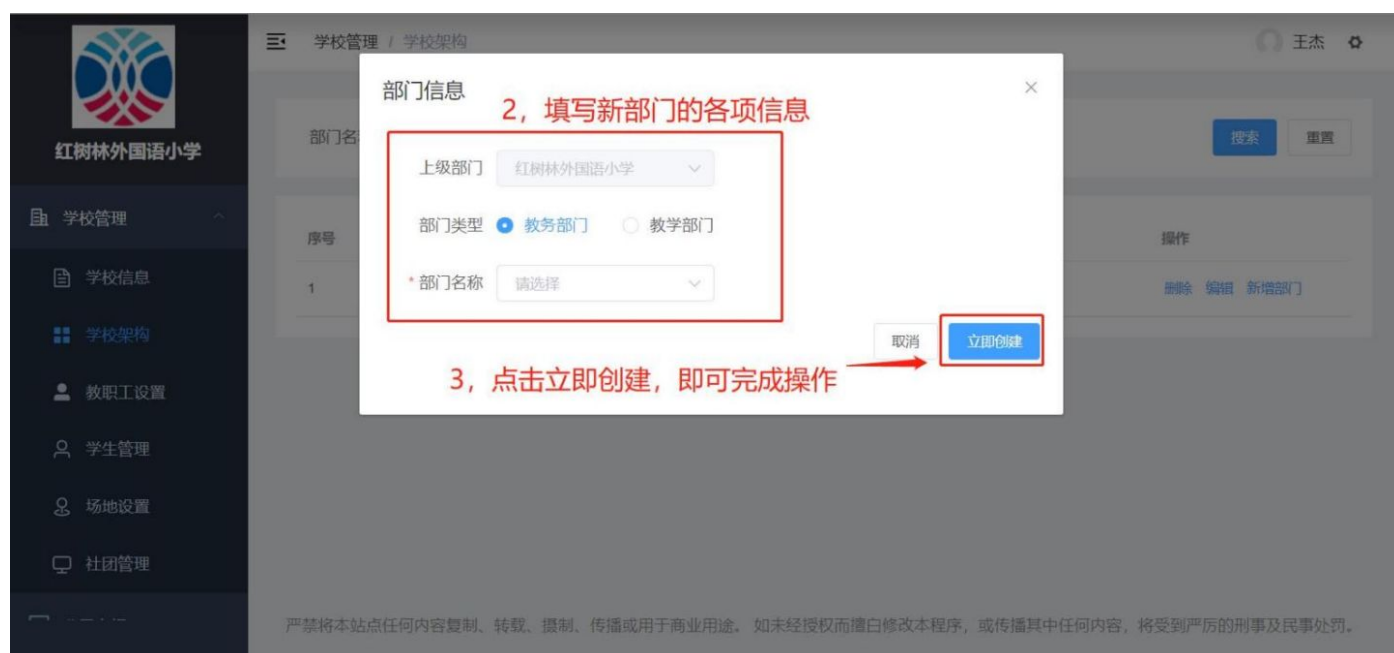 学校管理 / 学校架构
王杰
红树林外国语小学
学校管理
学校信息
学校架构
教职工设置
学生管理
场地设置
社团管理
部门名
搜索
重置
序号
操作
1
删除 编辑 新增部门
部门信息
2，填写新部门的各项信息
上级部门 红树林外国语小学
部门类型 教务部门 教学部门
* 部门名称 请选择
取消 立即创建
3，点击立即创建，即可完成操作
严禁将本站点任何内容复制、转载、摄制、传播或用于商业用途。 如未经授权而擅自修改本程序，或传播其中任何内容，将受到严厉的刑事及民事处罚。